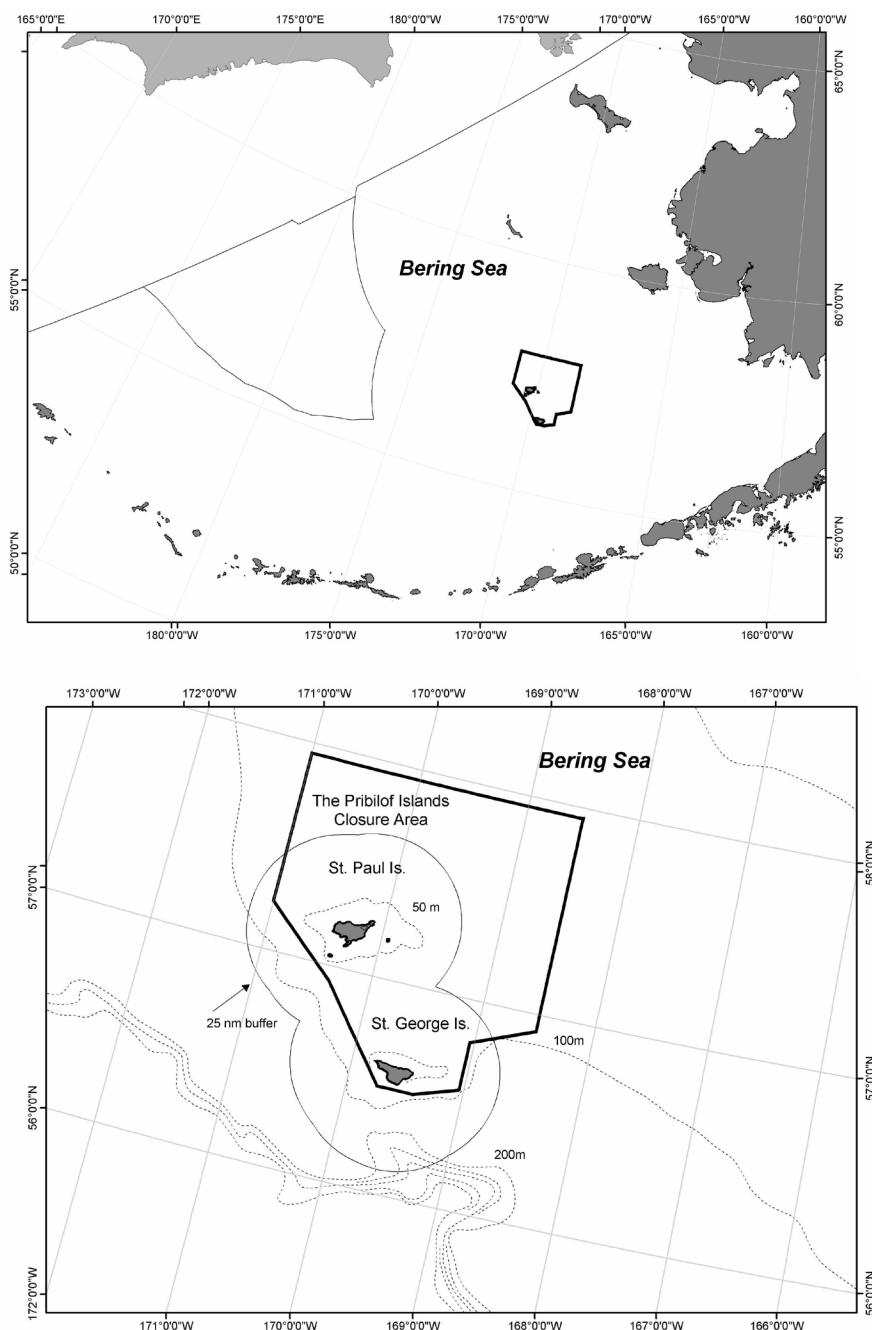 165°0'0"E 170°0'0"E 175°0'0"E 180°0'0" 175°0'0"W 170°0'0"W 165°0'0"W 160°0'0"W
65°0'0"N
Bering Sea
55°0'0"N
60°0'0"N
50°0'0"N
55°0'0"N
180°0'0"W 175°0'0"W 170°0'0"W 165°0'0"W 160°0'0"W
173°0'0"W 172°0'0"W 171°0'0"W 170°0'0"W 169°0'0"W 168°0'0"W 167°0'0"W
Bering Sea
The Pribilof Islands
Closure Area
St. Paul Is.
58°0'0"N
57°0'0"N
50 m
25 nm buffer
St. George Is.
100m
57°0'0"N
56°0'0"N
200m
172°0'0"W
56°0'0"N
171°0'0"W 170°0'0"W 169°0'0"W 168°0'0"W 167°0'0"W 166°0'0"W